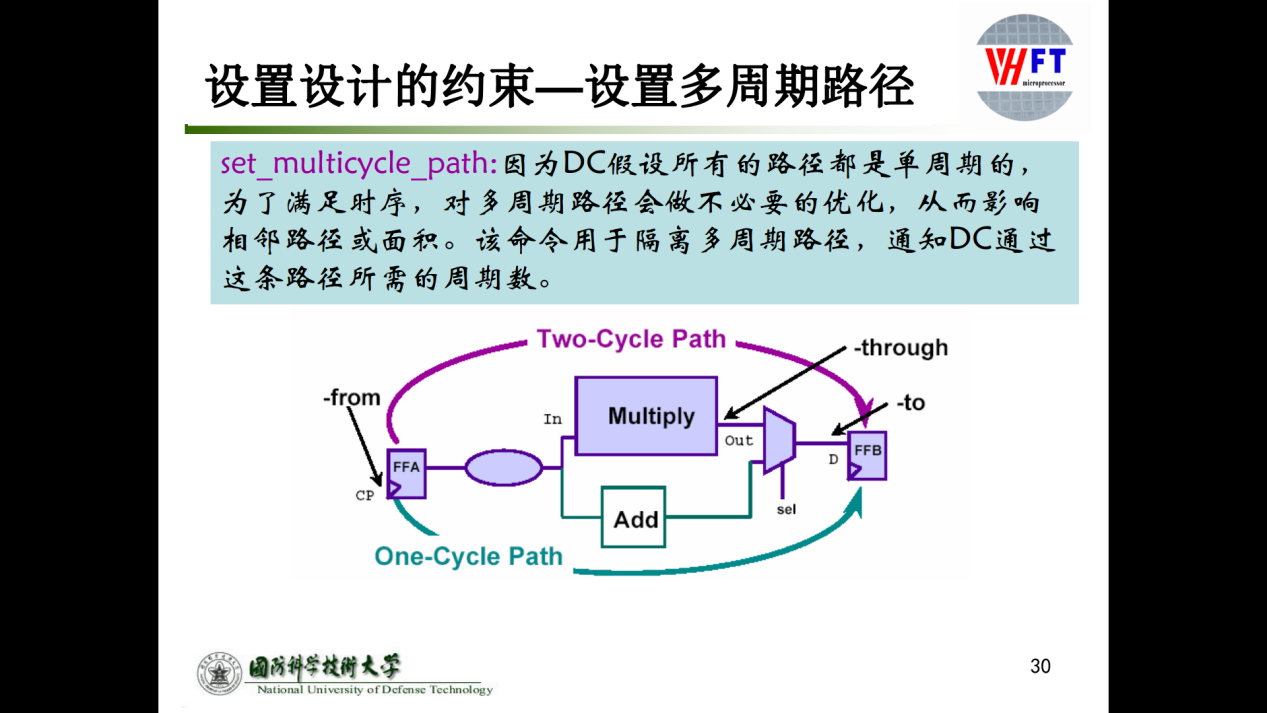 VHFT
microprocessor
设置设计的约束—设置多周期路径
set_multicycle_path:因为DC假设所有的路径都是单周期的，
为了满足时序，对多周期路径会做不必要的优化，从而影响
相邻路径或面积。该命令用于隔离多周期路径，通知DC通过
这条路径所需的周期数。
Two-Cycle Path
-through
-from
-to
In
Multiply
Out
FFA
CP
D
FFB
Add
sel
One-Cycle Path
國防科学技術大学
National University of Defense Technology
30